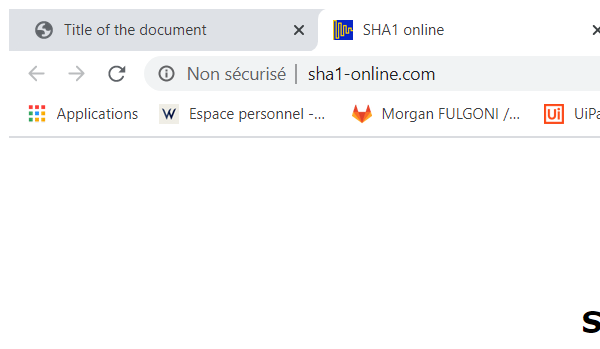 Title of the document SHA1 online
Non sécurisé | sha1-online.com
Applications W Espace personnel -... Morgan FULGONI /... Ui UiPa
S